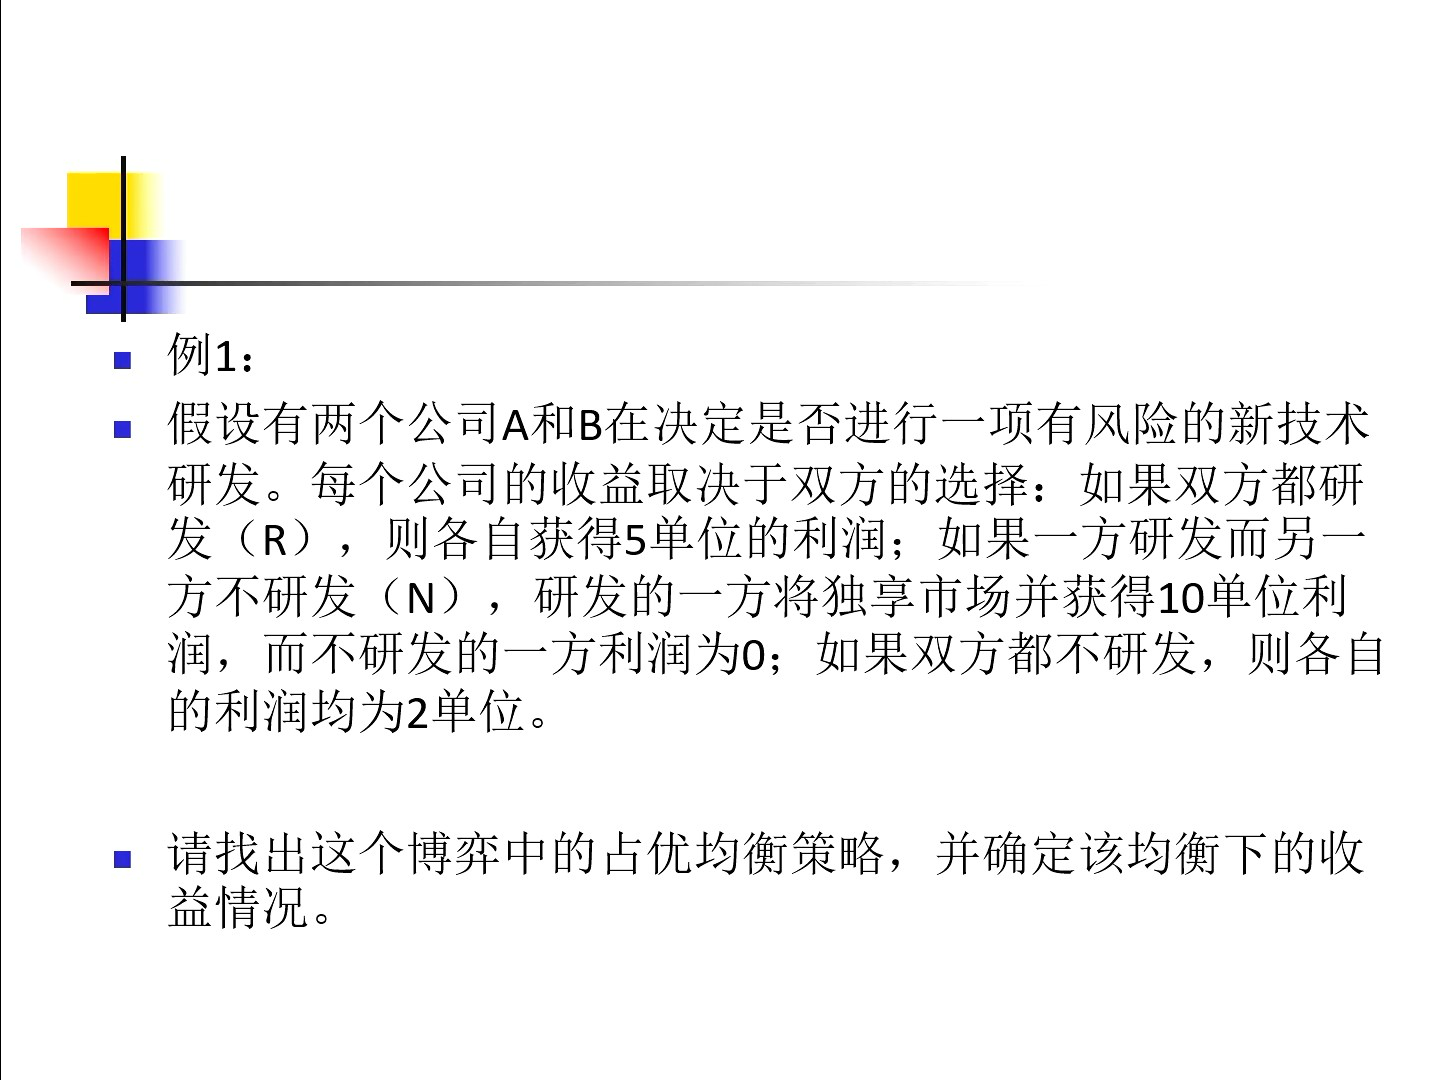 例1：
假设有两个公司A和B在决定是否进行一项有风险的新技术
研发。每个公司的收益取决于双方的选择：如果双方都研
发（R），则各自获得5单位的利润；如果一方研发而另一
方不研发（N），研发的一方将独享市场并获得10单位利
润，而不研发的一方利润为0；如果双方都不研发，则各自
的利润均为2单位。
请找出这个博弈中的占优均衡策略，并确定该均衡下的收
益情况。